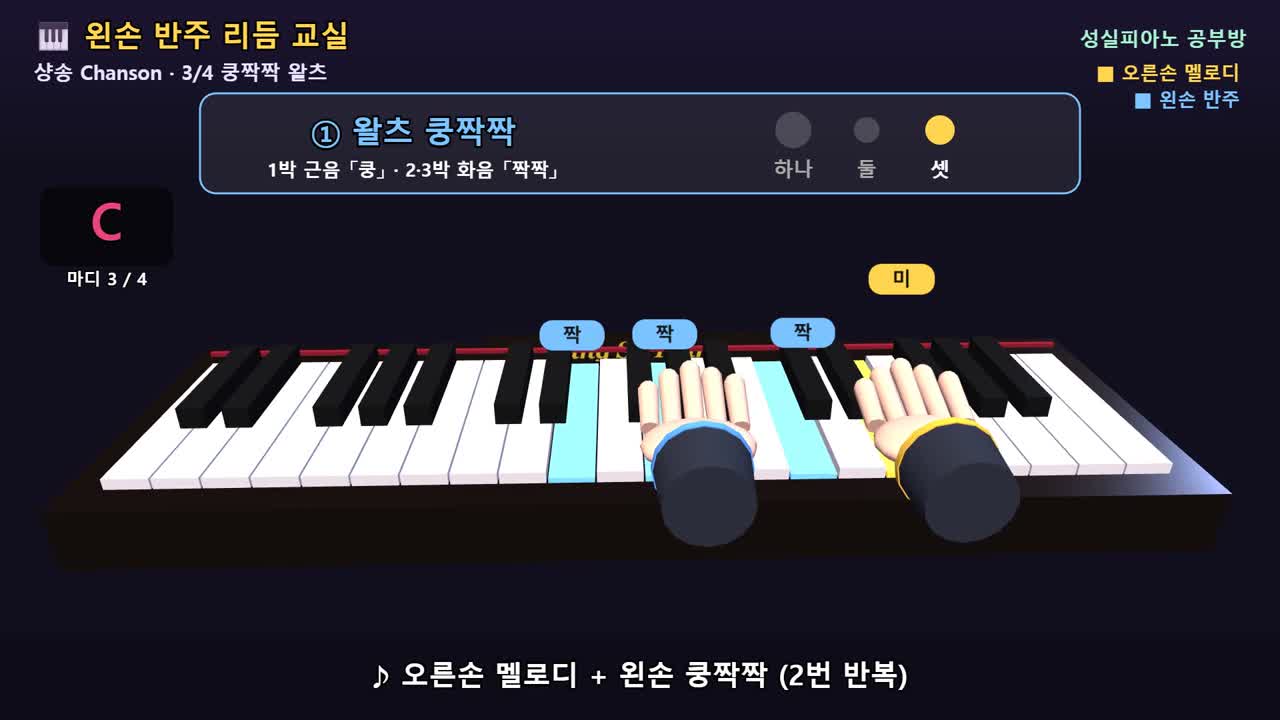 🎹 왼손 반주 리듬 교실
샹송 Chanson · 3/4 쿵짝짝 왈츠
성실피아노 공부방
■ 오른손 멜로디
■ 왼손 반주
① 왈츠 쿵짝짝
1박 근음 「쿵」 · 2·3박 화음 「짝짝」
하나 둘 셋
C
마디 3 / 4
미
짝 짝 짝
♪ 오른손 멜로디 + 왼손 쿵짝짝 (2번 반복)